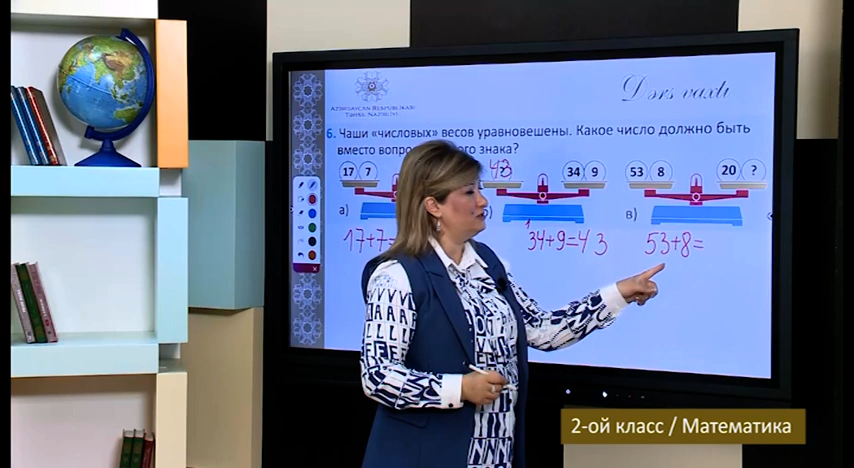 Dərs vaxtı
AZƏRBAYCAN RESPUBLİKASI
TƏHSİL NAZİRLİYİ
6. Чаши «числовых» весов уравновешены. Какое число должно быть
вместо знака?
17 7 43 34 9 53 8 20 ?
а) в)
17+7= 34+9=43 53+8=
2-ой класс / Математика